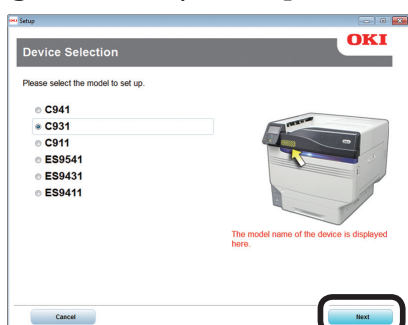 Setup
OKI
Device Selection
Please select the model to set up.
C941
C931
C911
ES9541
ES9431
ES9411
The model name of the device is displayed
here.
Cancel
Next